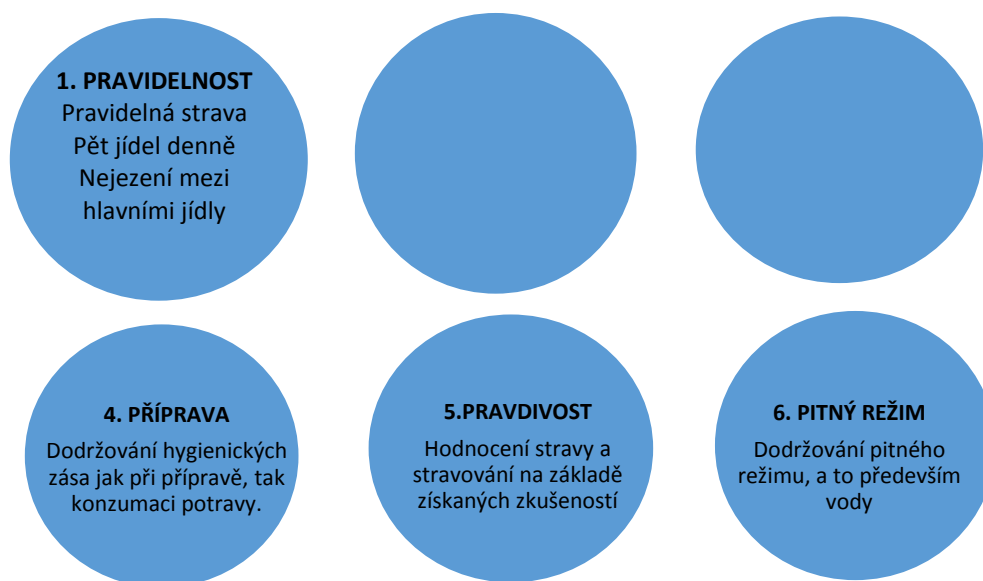 1. PRAVIDELNOST
Pravidelná strava
Pět jídel denně
Nejezení mezi
hlavními jídly
4. PŘÍPRAVA
Dodržování hygienických
zása jak při přípravě, tak
konzumaci potravy.
5.PRAVDIVOST
Hodnocení stravy a
stravování na základě
získaných zkušeností
6. PITNÝ REŽIM
Dodržování pitného
režimu, a to především
vody